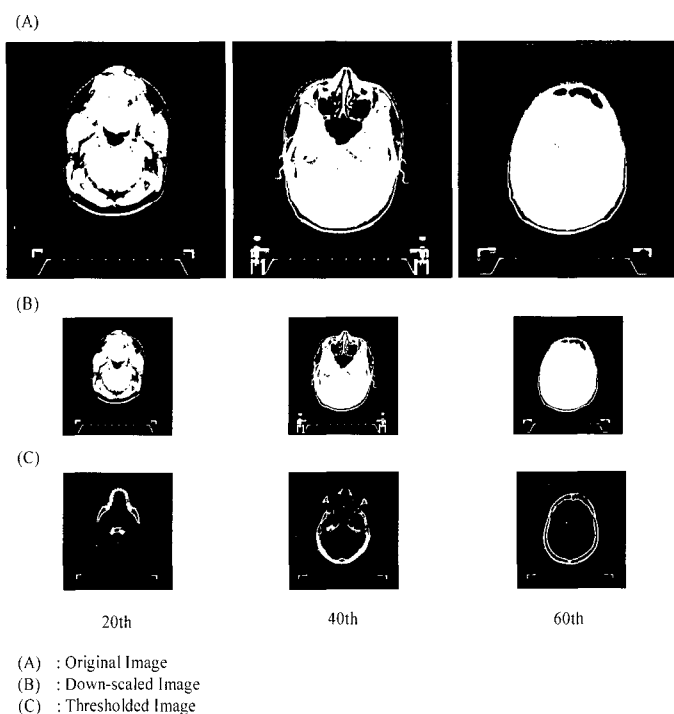 (A)
(B)
(C)
20th 40th 60th
(A) : Original Image
(B) : Down-scaled Image
(C) : Thresholded Image